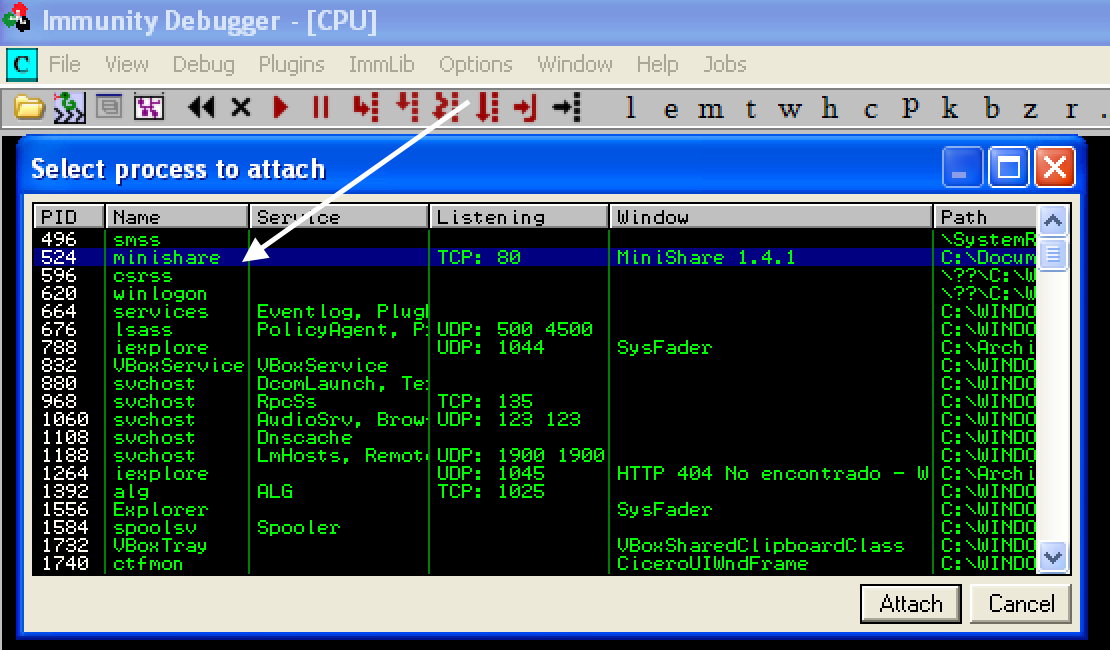 Immunity Debugger - [CPU]
C File View Debug Plugins ImmLib Options Window Help Jobs
l e m t w h c p k b z r .
Select process to attach
PID Name Service Listening Window Path
496 smss \SystemR
524 minishare TCP: 80 MiniShare 1.4.1 C:\Docum
596 csrss \??\C:\W
620 winlogon \??\C:\W
664 services Eventlog, Plug C:\WINDO
676 lsass PolicyAgent, P UDP: 500 4500 C:\WINDO
788 iexplore UDP: 1044 SysFader C:\Archi
832 VBoxService VBoxService C:\WINDO
880 svchost DcomLaunch, Te C:\WINDO
968 svchost RpcSs TCP: 135 C:\WINDO
1060 svchost AudioSrv, Brow UDP: 123 123 C:\WINDO
1108 svchost Dnscache C:\WINDO
1188 svchost LmHosts, Remot UDP: 1900 1900 C:\WINDO
1264 iexplore UDP: 1045 HTTP 404 No encontrado - W C:\Archi
1392 alg ALG TCP: 1025 C:\WINDO
1556 Explorer SysFader C:\WINDO
1584 spoolsv Spooler C:\WINDO
1732 VBoxTray VBoxSharedClipboardClass C:\WINDO
1740 ctfmon CiceroUIWndFrame C:\WINDO
Attach Cancel